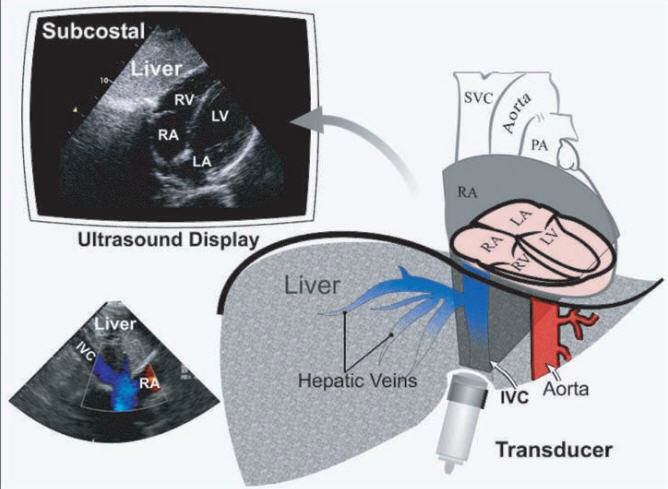 Subcostal
Liver
10
RV
LV
RA
LA
Ultrasound Display
SVC
Aorta
PA
RA
LA
RA
LV
RV
Liver
Hepatic Veins
IVC
Aorta
Transducer
Liver
IVC
RA